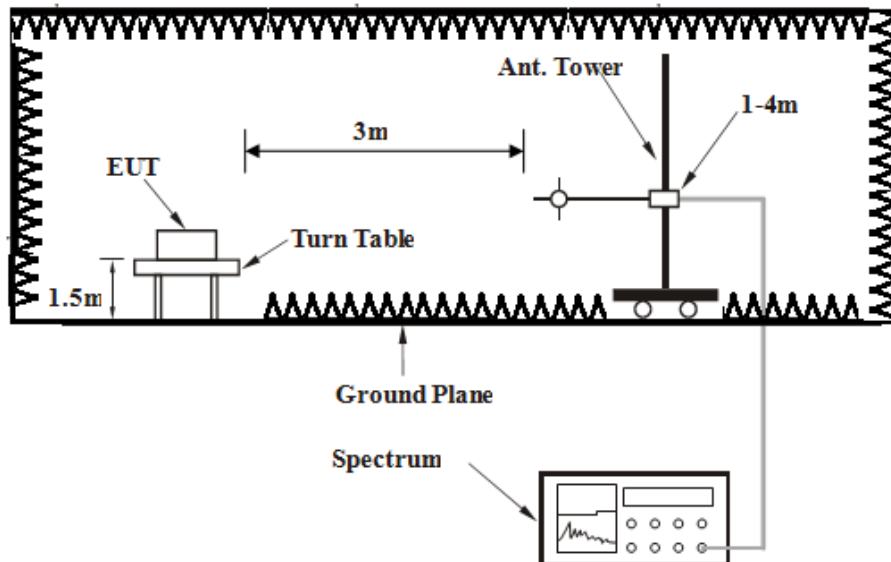 Ant. Tower
1-4m
3m
EUT
Turn Table
1.5m
Ground Plane
Spectrum